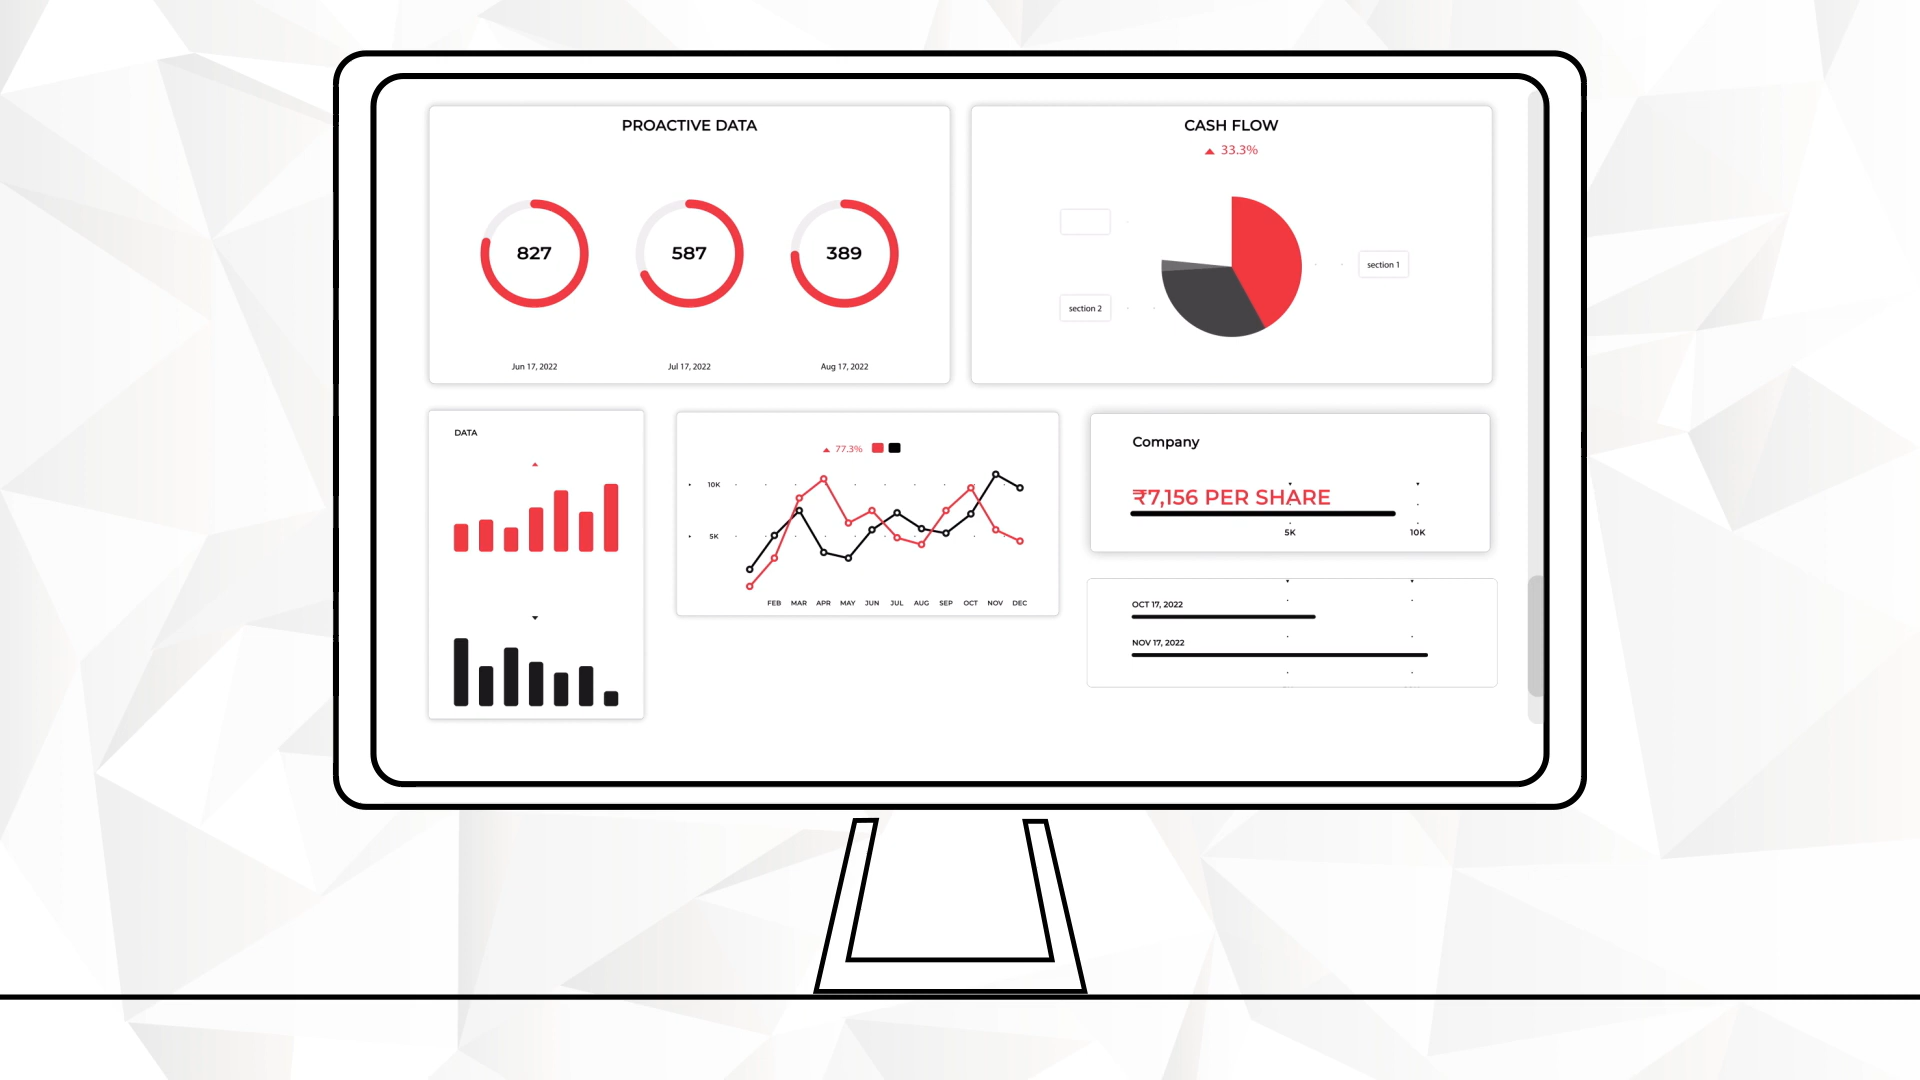 PROACTIVE DATA
827
587
389
Jun 17, 2022
Jul 17, 2022
Aug 17, 2022
CASH FLOW
33.3%
section 1
section 2
DATA
77.3%
10K
5K
FEB MAR APR MAY JUN JUL AUG SEP OCT NOV DEC
Company
₹7,156 PER SHARE
5K
10K
OCT 17, 2022
NOV 17, 2022